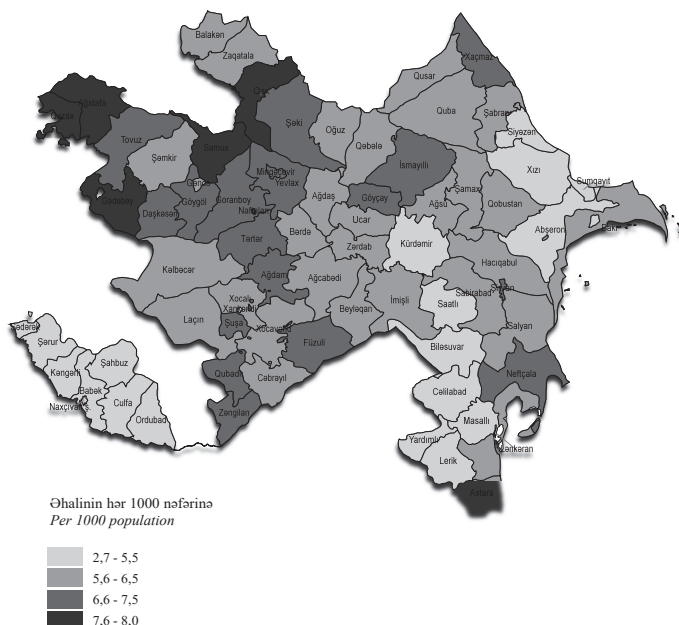 Balakən
Zaqatala
Qax
Xaçmaz
Qusar
Quba
Şabran
Siyəzən
Ağstafa
Qazax
Tovuz
Şəmkir
Samux
Şəki
Oğuz
Qəbələ
İsmayıllı
Xızı
Sumqayıt
Gədəbəy
Daşkəsən
Gəncə
Göygöl
Goranboy
Naftalan
Mingəçevir
Yevlax
Ağdaş
Göyçay
Ucar
Zərdab
Kürdəmir
Ağsu
Şamaxı
Qobustan
Abşeron
Bakı
Tərtər
Bərdə
Kəlbəcər
Ağdam
Ağcabədi
Hacıqabul
Xocalı
Xankəndi
Laçın
Şuşa
Xocavənd
Beyləqan
İmişli
Saatlı
Sabirabad
Şirvan
Salyan
Füzuli
Biləsuvar
Qubadlı
Cəbrayıl
Neftçala
Zəngilan
Cəlilabad
Masallı
Yardımlı
Lənkəran
Lerik
Astara
Sədərək
Şərur
Kəngərli
Şahbuz
Babək
Naxçıvan ş.
Culfa
Ordubad
Əhalinin hər 1000 nəfərinə
Per 1000 population
2,7 - 5,5
5,6 - 6,5
6,6 - 7,5
7,6 - 8,0